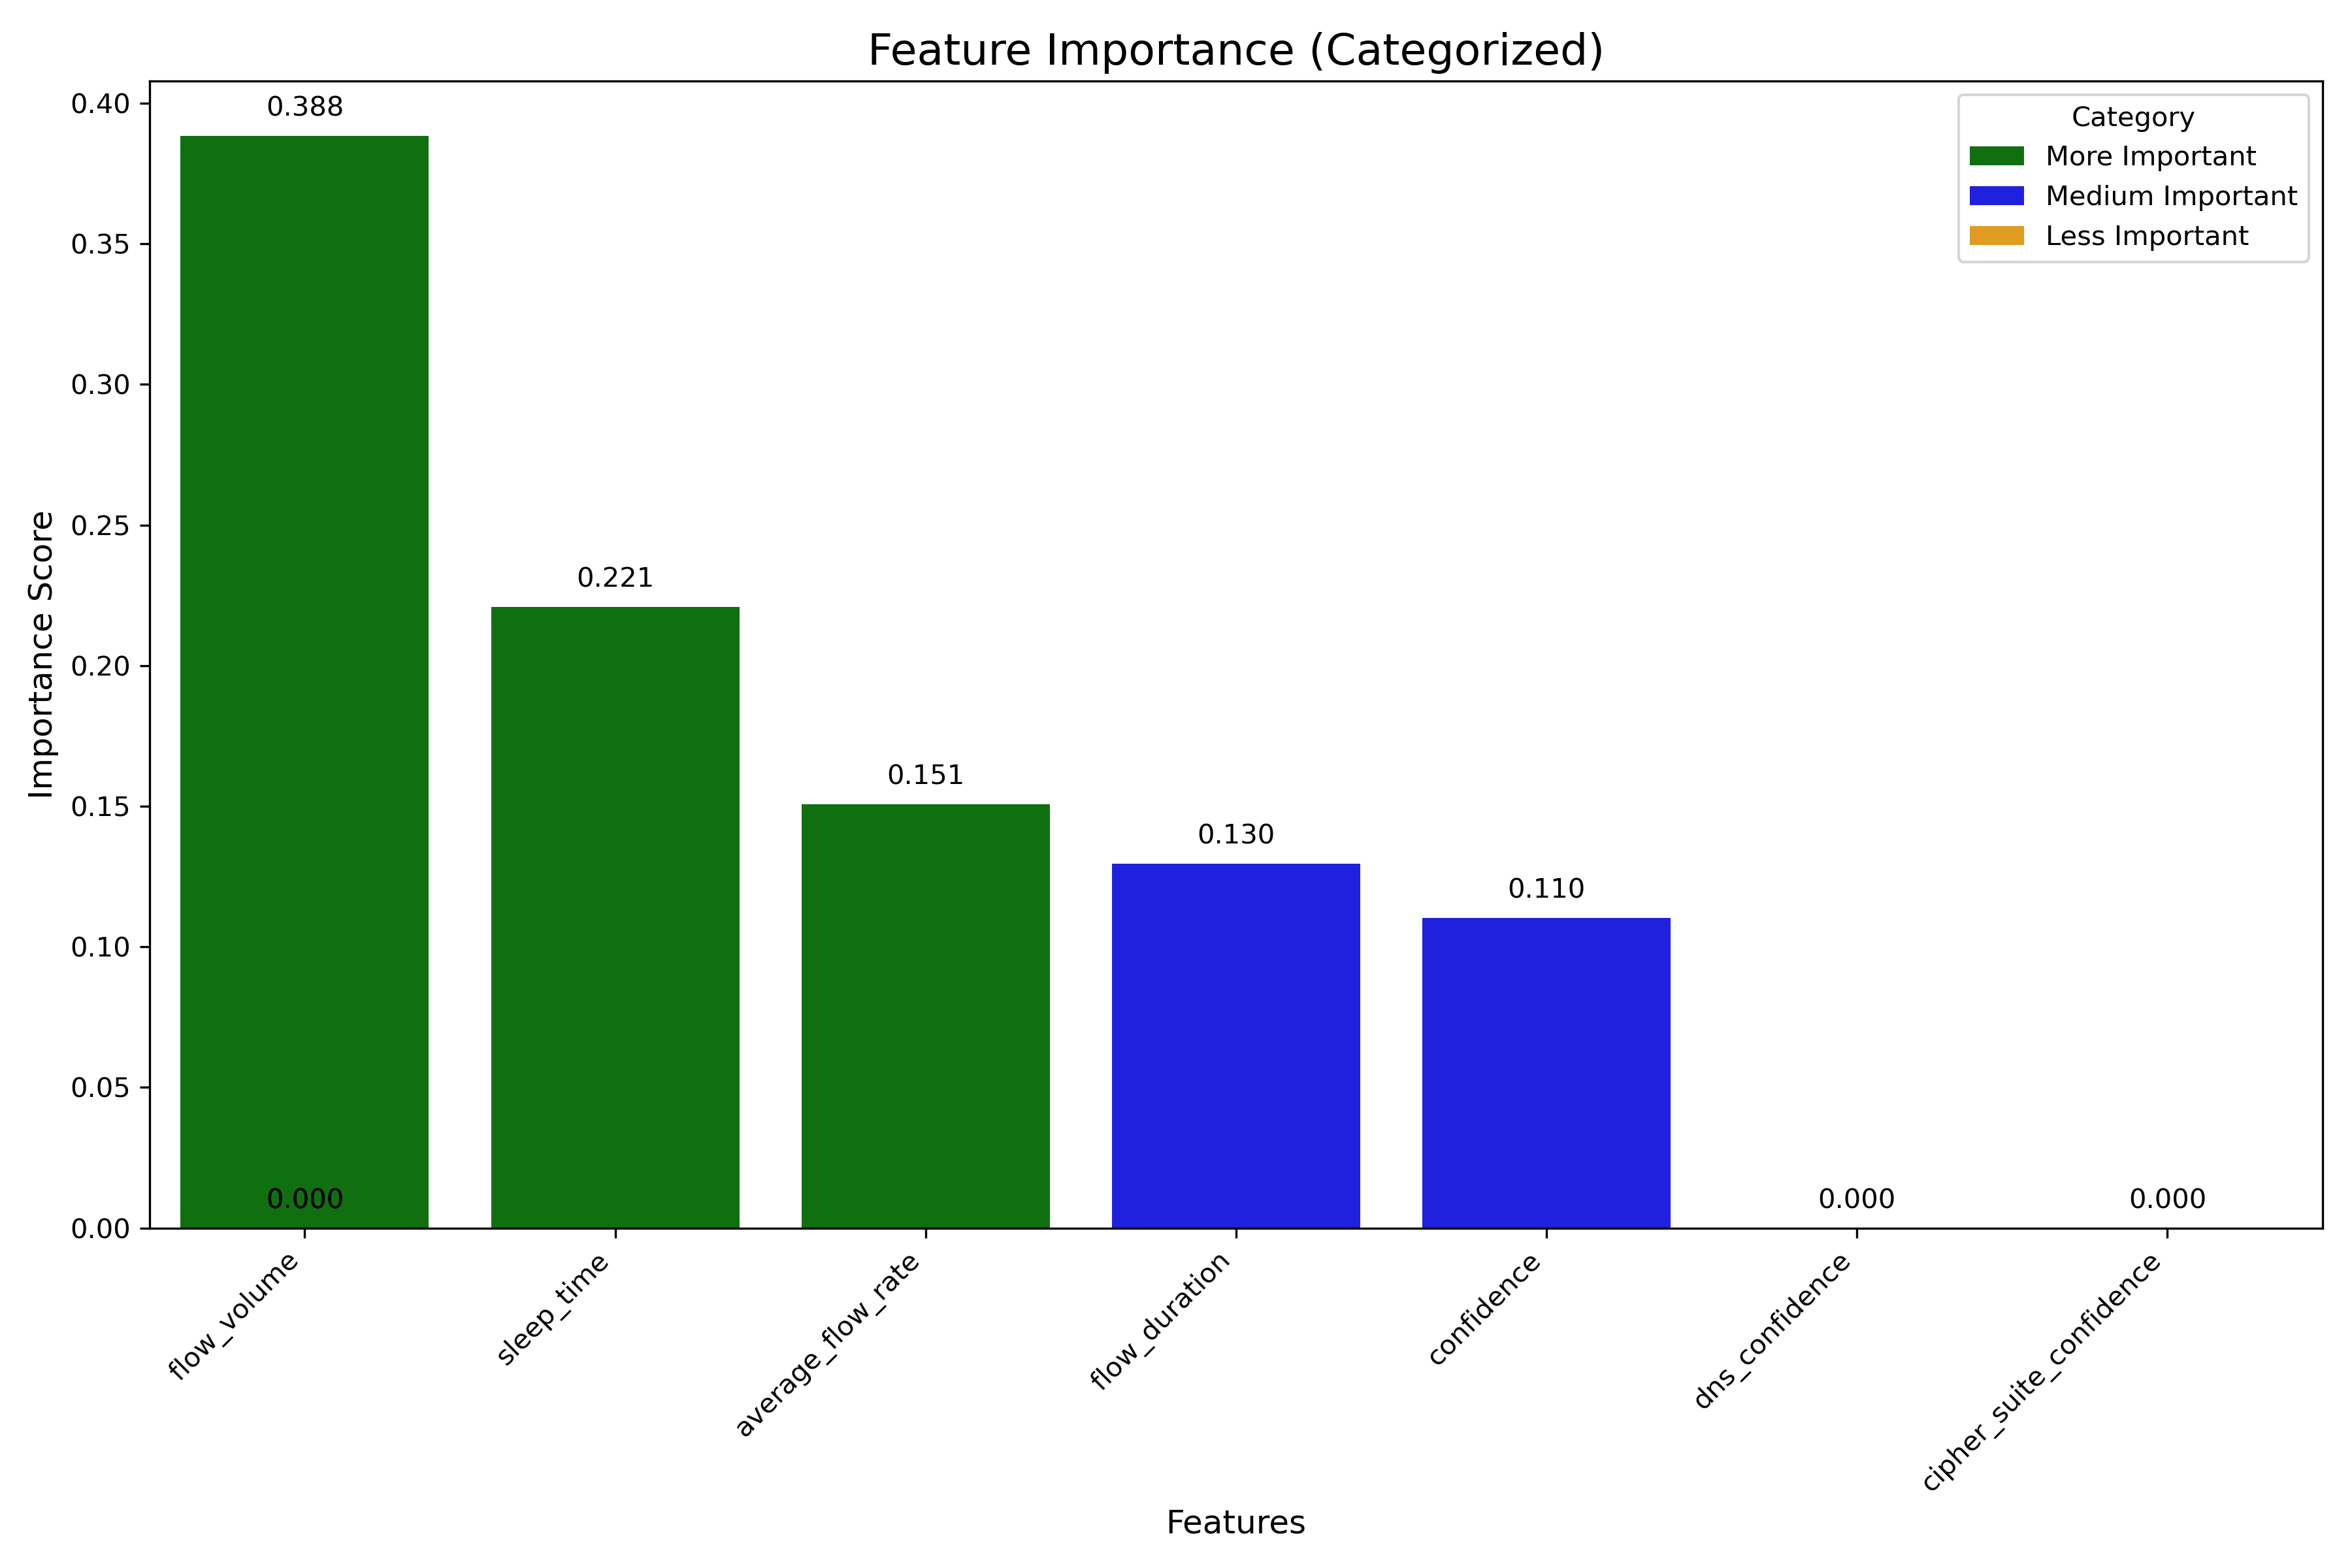 Feature Importance (Categorized)
Category
More Important
Medium Important
Less Important
Importance Score
0.40
0.35
0.30
0.25
0.20
0.15
0.10
0.05
0.00
0.388
0.221
0.151
0.130
0.110
0.000
0.000
0.000
flow_volume
sleep_time
average_flow_rate
flow_duration
confidence
dns_confidence
cipher_suite_confidence
Features